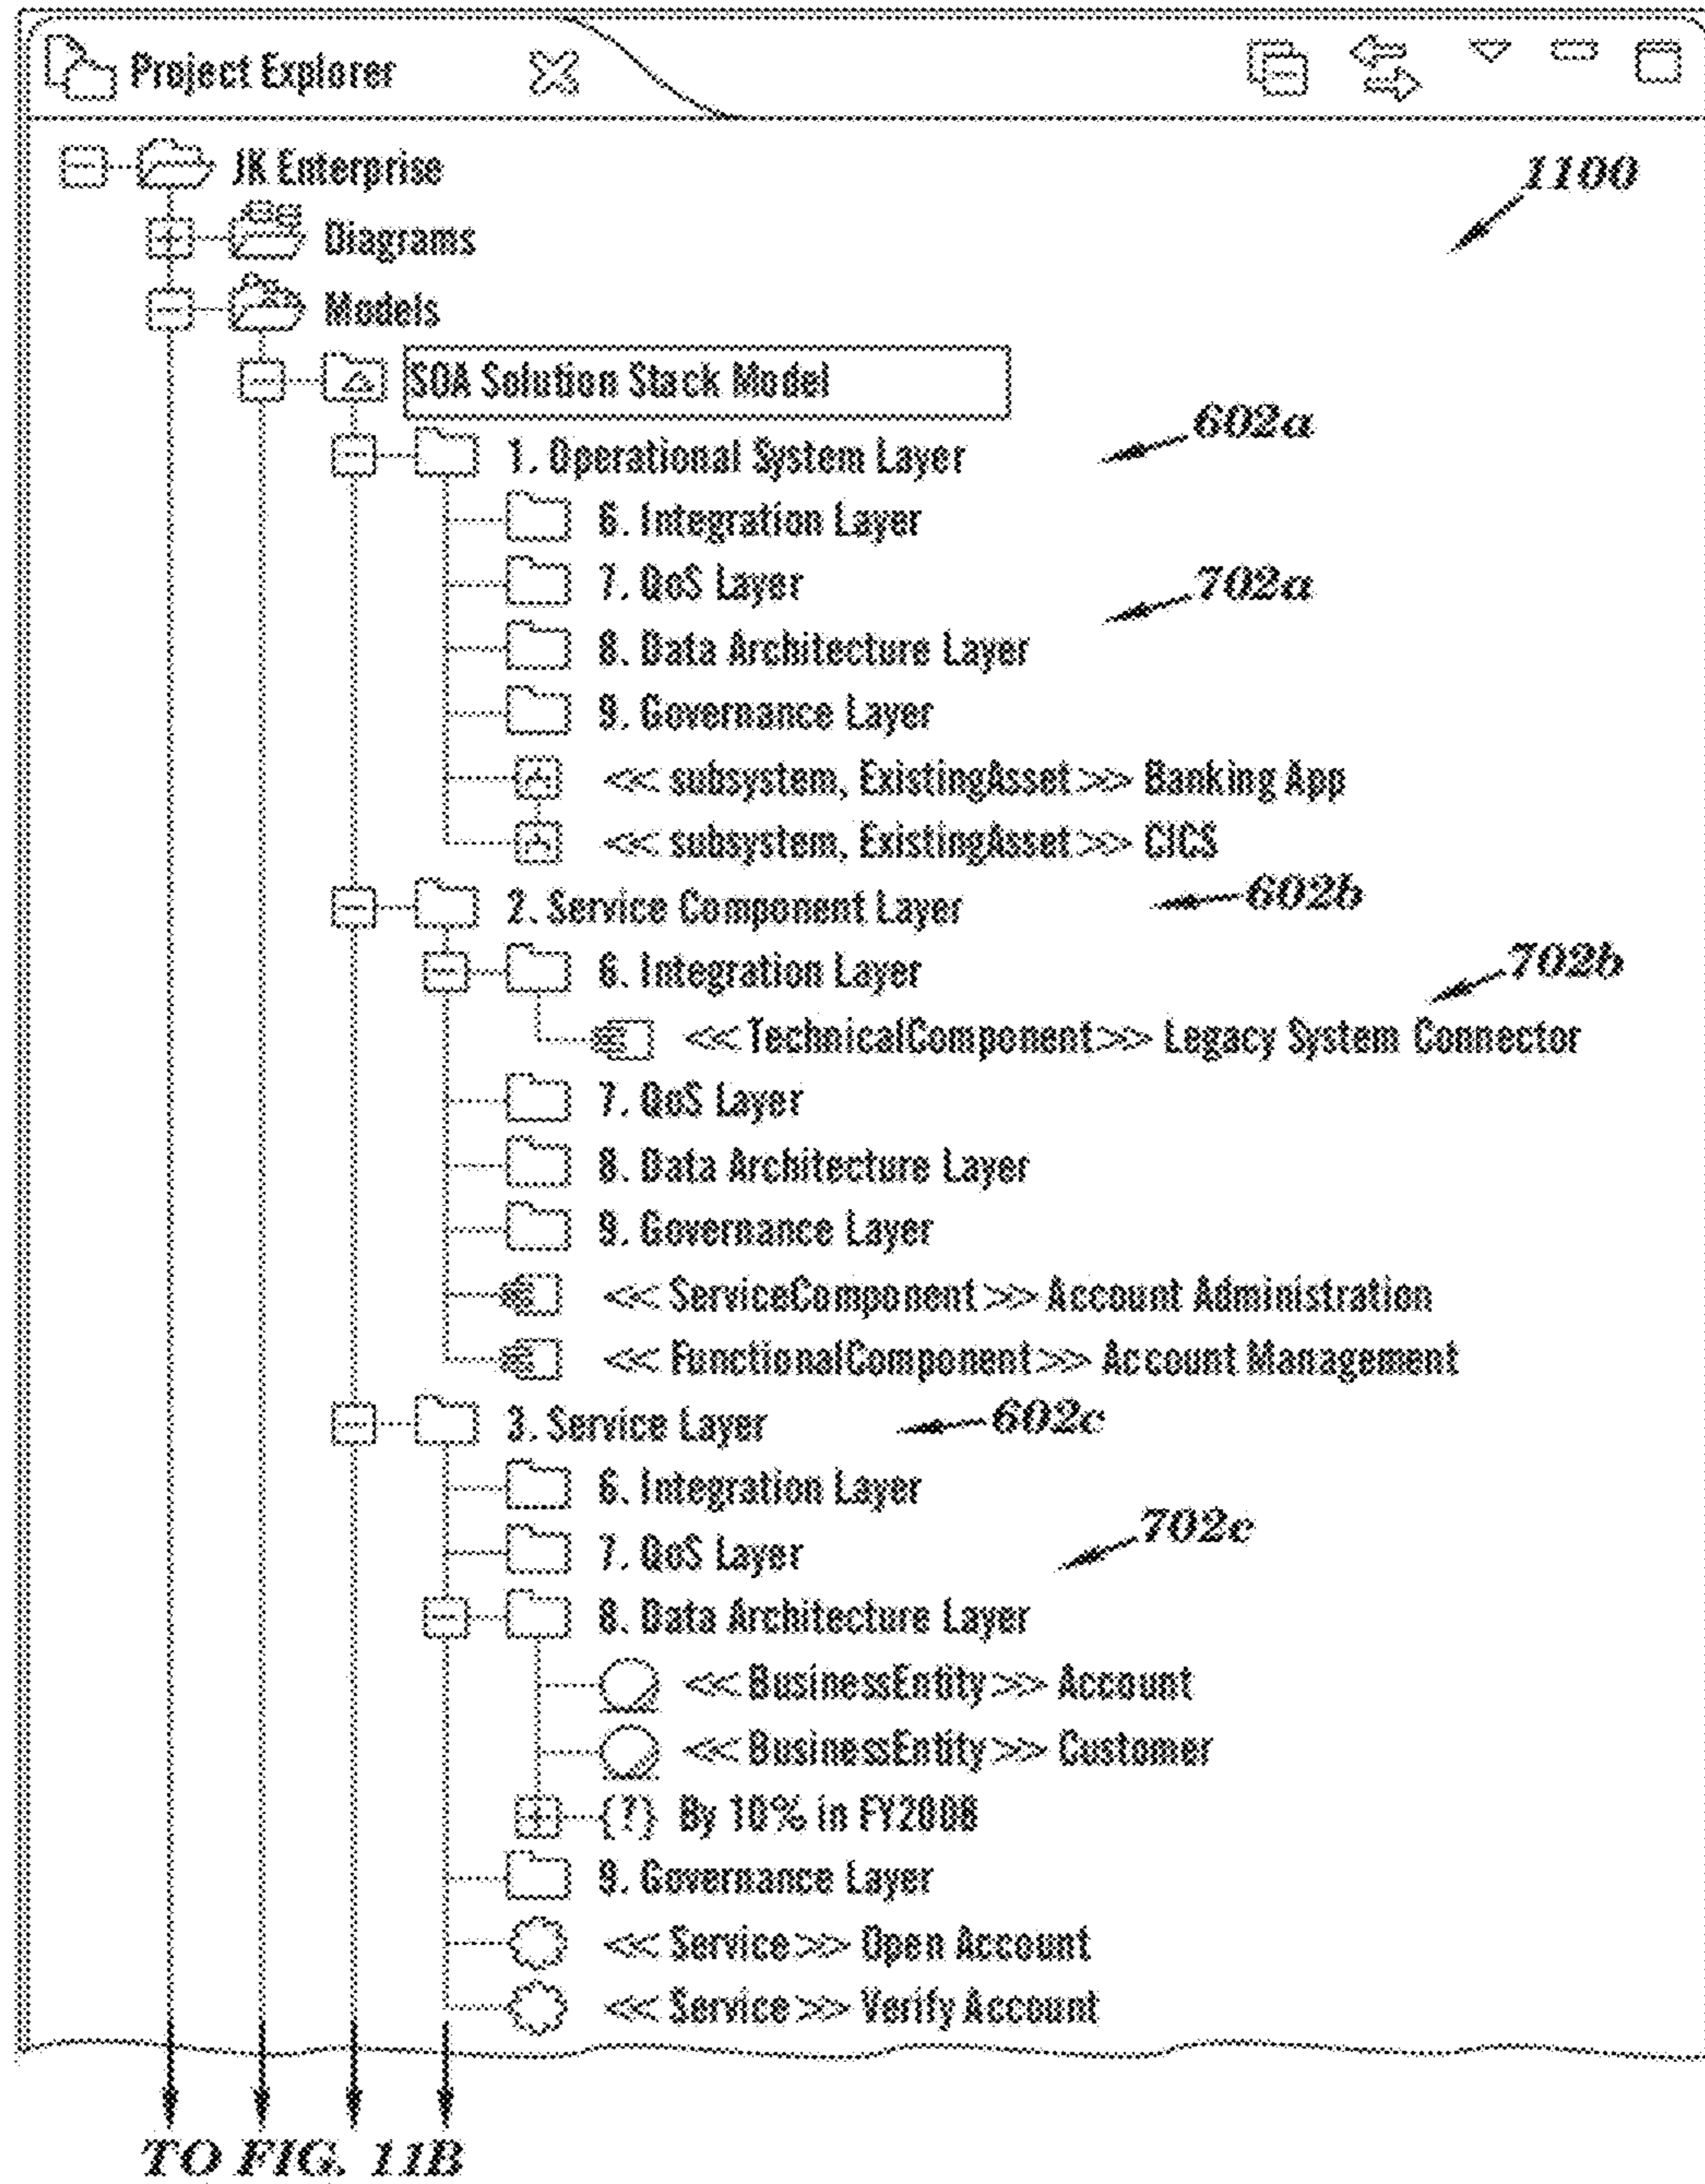 Project Explorer
JK Enterprise
1100
Diagrams
Models
SOA Solution Stack Model
602a
1. Operational System Layer
6. Integration Layer
7. QoS Layer
702a
8. Data Architecture Layer
9. Governance Layer
<< subsystem, ExistingAsset >> Banking App
<< subsystem, ExistingAsset >> CICS
2. Service Component Layer 602b
6. Integration Layer 702b
<< TechnicalComponent >> Legacy System Connector
7. QoS Layer
8. Data Architecture Layer
9. Governance Layer
<< ServiceComponent >> Account Administration
<< FunctionalComponent >> Account Management
3. Service Layer 602c
6. Integration Layer
7. QoS Layer 702c
8. Data Architecture Layer
<< BusinessEntity >> Account
<< BusinessEntity >> Customer
{?} By 10% in FY2008
9. Governance Layer
<< Service >> Open Account
<< Service >> Verify Account
TO FIG. 11B